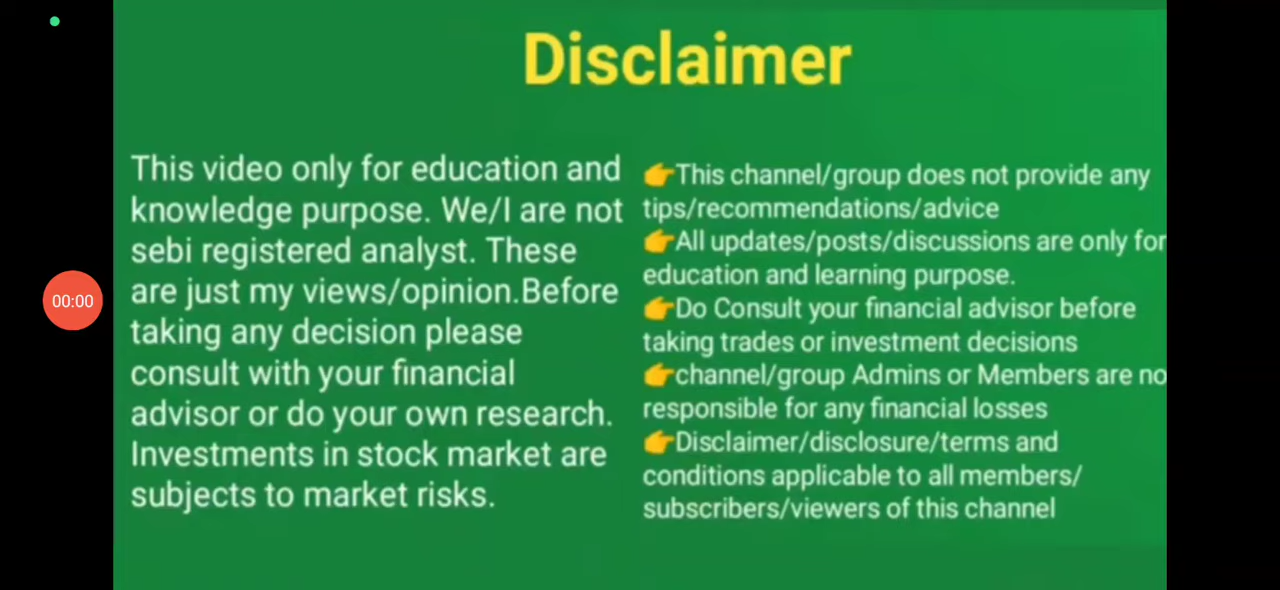 Disclaimer
This video only for education and
knowledge purpose. We/I are not
sebi registered analyst. These
are just my views/opinion.Before
taking any decision please
consult with your financial
advisor or do your own research.
Investments in stock market are
subjects to market risks.
👉This channel/group does not provide any
tips/recommendations/advice
👉All updates/posts/discussions are only for
education and learning purpose.
👉Do Consult your financial advisor before
taking trades or investment decisions
👉channel/group Admins or Members are no
responsible for any financial losses
👉Disclaimer/disclosure/terms and
conditions applicable to all members/
subscribers/viewers of this channel
00:00